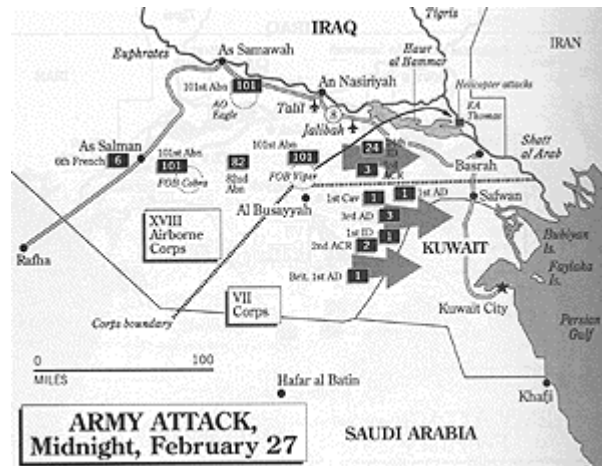 IRAQ
Tigris
IRAN
Euphrates
As Samawah
Hawr
al Hammar
Helicopter attacks
101st Abn
101
An Nasiriyah
AO
Eagle
Talil
8
EA
Thomas
Jalibah
Shatt
al Arab
As Salman
6th French
6
101st Abn
101
FOB Cobra
82
82nd
Abn
101st Abn
101
FOB Viper
24
3
ACR
Basrah
Al Busayyah
1st Cav
1
1
1st AD
Safwan
3rd AD
3
XVIII
Airborne
Corps
1st ID
1
2nd ACR
2
KUWAIT
Bubiyan
Is.
Rafha
Brit. 1st AD
1
Faylaka
Is.
VII
Corps
Corps boundary
Kuwait City
Persian
Gulf
0
100
MILES
Hafar al Batin
Khafji
ARMY ATTACK,
Midnight, February 27
SAUDI ARABIA